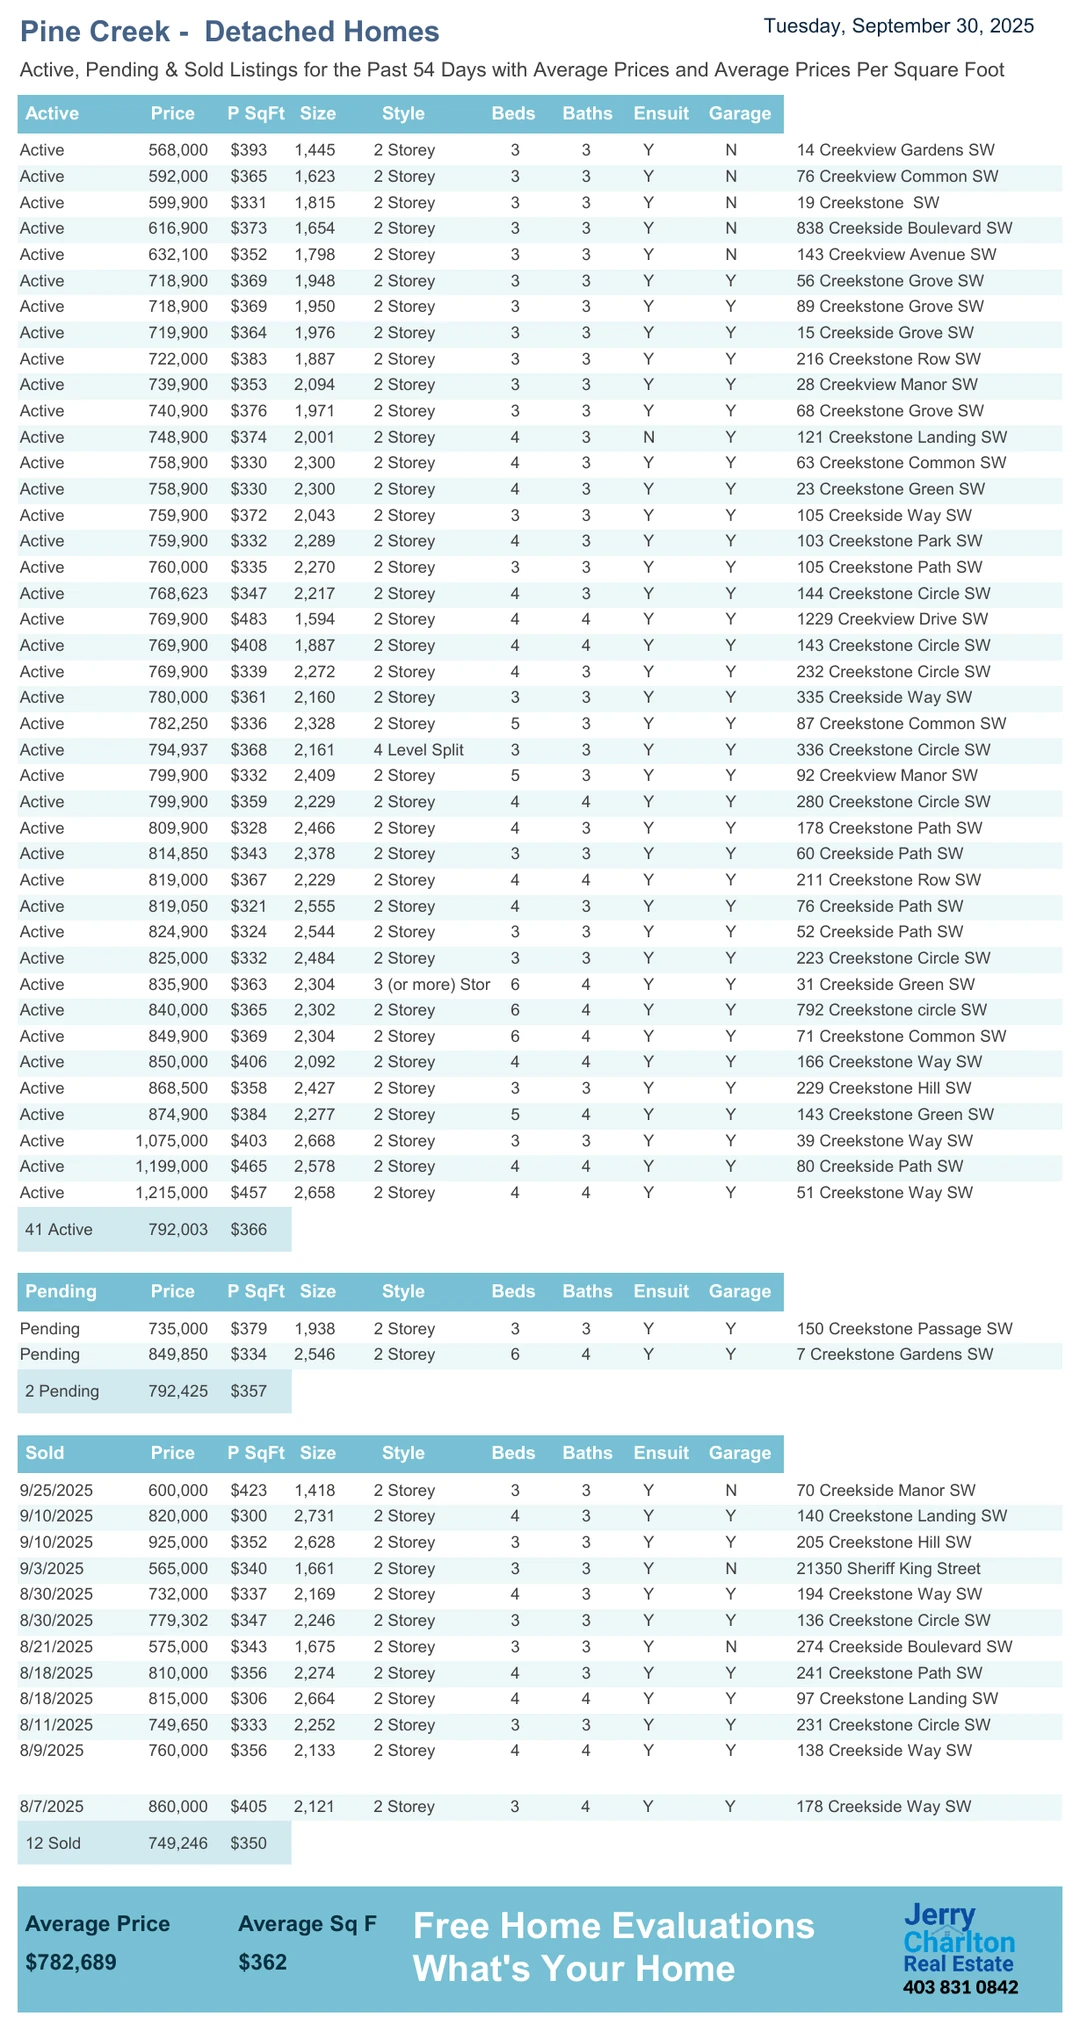 Pine Creek - Detached Homes
Tuesday, September 30, 2025
Active, Pending & Sold Listings for the Past 54 Days with Average Prices and Average Prices Per Square Foot
Active Price P SqFt Size Style Beds Baths Ensuit Garage
Active 568,000 $393 1,445 2 Storey 3 3 Y N 14 Creekview Gardens SW
Active 592,000 $365 1,623 2 Storey 3 3 Y N 76 Creekview Common SW
Active 599,900 $331 1,815 2 Storey 3 3 Y N 19 Creekstone SW
Active 616,900 $373 1,654 2 Storey 3 3 Y N 838 Creekside Boulevard SW
Active 632,100 $352 1,798 2 Storey 3 3 Y N 143 Creekview Avenue SW
Active 718,900 $369 1,948 2 Storey 3 3 Y Y 56 Creekstone Grove SW
Active 718,900 $369 1,950 2 Storey 3 3 Y Y 89 Creekstone Grove SW
Active 719,900 $364 1,976 2 Storey 3 3 Y Y 15 Creekside Grove SW
Active 722,000 $383 1,887 2 Storey 3 3 Y Y 216 Creekstone Row SW
Active 739,900 $353 2,094 2 Storey 3 3 Y Y 28 Creekview Manor SW
Active 740,900 $376 1,971 2 Storey 3 3 Y Y 68 Creekstone Grove SW
Active 748,900 $374 2,001 2 Storey 4 3 N Y 121 Creekstone Landing SW
Active 758,900 $330 2,300 2 Storey 4 3 Y Y 63 Creekstone Common SW
Active 758,900 $330 2,300 2 Storey 4 3 Y Y 23 Creekstone Green SW
Active 759,900 $372 2,043 2 Storey 3 3 Y Y 105 Creekside Way SW
Active 759,900 $332 2,289 2 Storey 4 3 Y Y 103 Creekstone Park SW
Active 760,000 $335 2,270 2 Storey 3 3 Y Y 105 Creekstone Path SW
Active 768,623 $347 2,217 2 Storey 4 3 Y Y 144 Creekstone Circle SW
Active 769,900 $483 1,594 2 Storey 4 4 Y Y 1229 Creekview Drive SW
Active 769,900 $408 1,887 2 Storey 4 4 Y Y 143 Creekstone Circle SW
Active 769,900 $339 2,272 2 Storey 4 3 Y Y 232 Creekstone Circle SW
Active 780,000 $361 2,160 2 Storey 3 3 Y Y 335 Creekside Way SW
Active 782,250 $336 2,328 2 Storey 5 3 Y Y 87 Creekstone Common SW
Active 794,937 $368 2,161 4 Level Split 3 3 Y Y 336 Creekstone Circle SW
Active 799,900 $332 2,409 2 Storey 5 3 Y Y 92 Creekview Manor SW
Active 799,900 $359 2,229 2 Storey 4 4 Y Y 280 Creekstone Circle SW
Active 809,900 $328 2,466 2 Storey 4 3 Y Y 178 Creekstone Path SW
Active 814,850 $343 2,378 2 Storey 3 3 Y Y 60 Creekside Path SW
Active 819,000 $367 2,229 2 Storey 4 4 Y Y 211 Creekstone Row SW
Active 819,050 $321 2,555 2 Storey 4 3 Y Y 76 Creekside Path SW
Active 824,900 $324 2,544 2 Storey 3 3 Y Y 52 Creekside Path SW
Active 825,000 $332 2,484 2 Storey 3 3 Y Y 223 Creekstone Circle SW
Active 835,900 $363 2,304 3 (or more) Stor 6 4 Y Y 31 Creekside Green SW
Active 840,000 $365 2,302 2 Storey 6 4 Y Y 792 Creekstone circle SW
Active 849,900 $369 2,304 2 Storey 6 4 Y Y 71 Creekstone Common SW
Active 850,000 $406 2,092 2 Storey 4 4 Y Y 166 Creekstone Way SW
Active 868,500 $358 2,427 2 Storey 3 3 Y Y 229 Creekstone Hill SW
Active 874,900 $384 2,277 2 Storey 5 4 Y Y 143 Creekstone Green SW
Active 1,075,000 $403 2,668 2 Storey 3 3 Y Y 39 Creekstone Way SW
Active 1,199,000 $465 2,578 2 Storey 4 4 Y Y 80 Creekside Path SW
Active 1,215,000 $457 2,658 2 Storey 4 4 Y Y 51 Creekstone Way SW
41 Active 792,003 $366
Pending Price P SqFt Size Style Beds Baths Ensuit Garage
Pending 735,000 $379 1,938 2 Storey 3 3 Y Y 150 Creekstone Passage SW
Pending 849,850 $334 2,546 2 Storey 6 4 Y Y 7 Creekstone Gardens SW
2 Pending 792,425 $357
Sold Price P SqFt Size Style Beds Baths Ensuit Garage
9/25/2025 600,000 $423 1,418 2 Storey 3 3 Y N 70 Creekside Manor SW
9/10/2025 820,000 $300 2,731 2 Storey 4 3 Y Y 140 Creekstone Landing SW
9/10/2025 925,000 $352 2,628 2 Storey 3 3 Y Y 205 Creekstone Hill SW
9/3/2025 565,000 $340 1,661 2 Storey 3 3 Y N 21350 Sheriff King Street
8/30/2025 732,000 $337 2,169 2 Storey 4 3 Y Y 194 Creekstone Way SW
8/30/2025 779,302 $347 2,246 2 Storey 3 3 Y Y 136 Creekstone Circle SW
8/21/2025 575,000 $343 1,675 2 Storey 3 3 Y N 274 Creekside Boulevard SW
8/18/2025 810,000 $356 2,274 2 Storey 4 3 Y Y 241 Creekstone Path SW
8/18/2025 815,000 $306 2,664 2 Storey 4 4 Y Y 97 Creekstone Landing SW
8/11/2025 749,650 $333 2,252 2 Storey 3 3 Y Y 231 Creekstone Circle SW
8/9/2025 760,000 $356 2,133 2 Storey 4 4 Y Y 138 Creekside Way SW
8/7/2025 860,000 $405 2,121 2 Storey 3 4 Y Y 178 Creekside Way SW
12 Sold 749,246 $350
Average Price Average Sq F
$782,689 $362
Free Home Evaluations
What's Your Home
Jerry
Charlton
Real Estate
403 831 0842